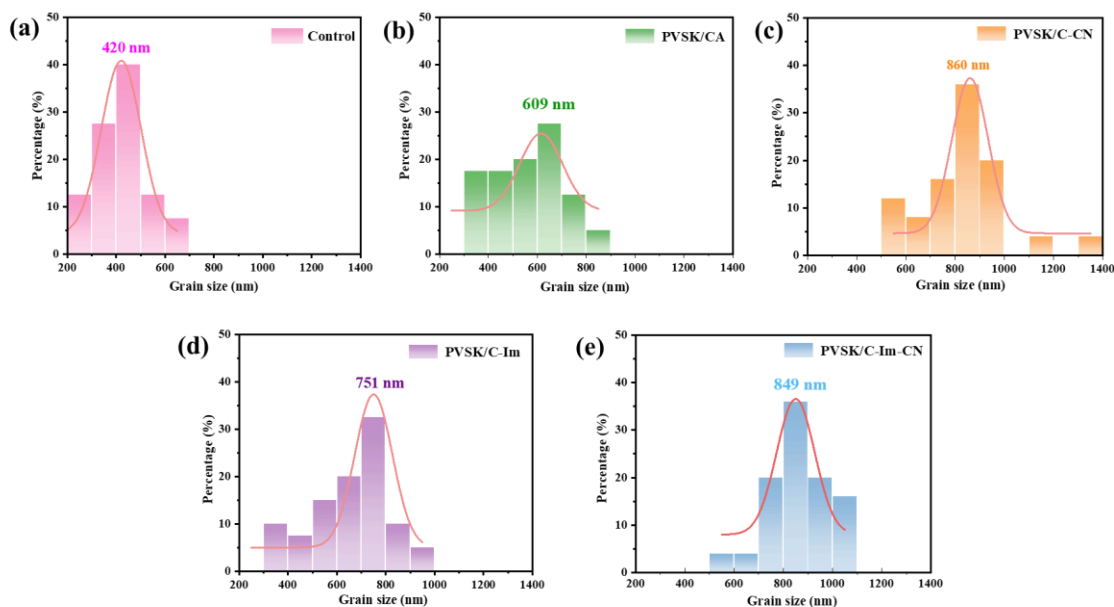 (a)
Control
420 nm
50
40
30
20
10
0
200 400 600 800 1000 1200 1400
Grain size (nm)
Percentage (%)
(b)
PVSK/CA
609 nm
50
40
30
20
10
0
200 400 600 800 1000 1200 1400
Grain size (nm)
Percentage (%)
(c)
PVSK/C-CN
860 nm
50
40
30
20
10
0
200 400 600 800 1000 1200 1400
Grain size (nm)
Percentage (%)
(d)
PVSK/C-Im
751 nm
50
40
30
20
10
0
200 400 600 800 1000 1200 1400
Grain size (nm)
Percentage (%)
(e)
PVSK/C-Im-CN
849 nm
50
40
30
20
10
0
200 400 600 800 1000 1200 1400
Grain size (nm)
Percentage (%)